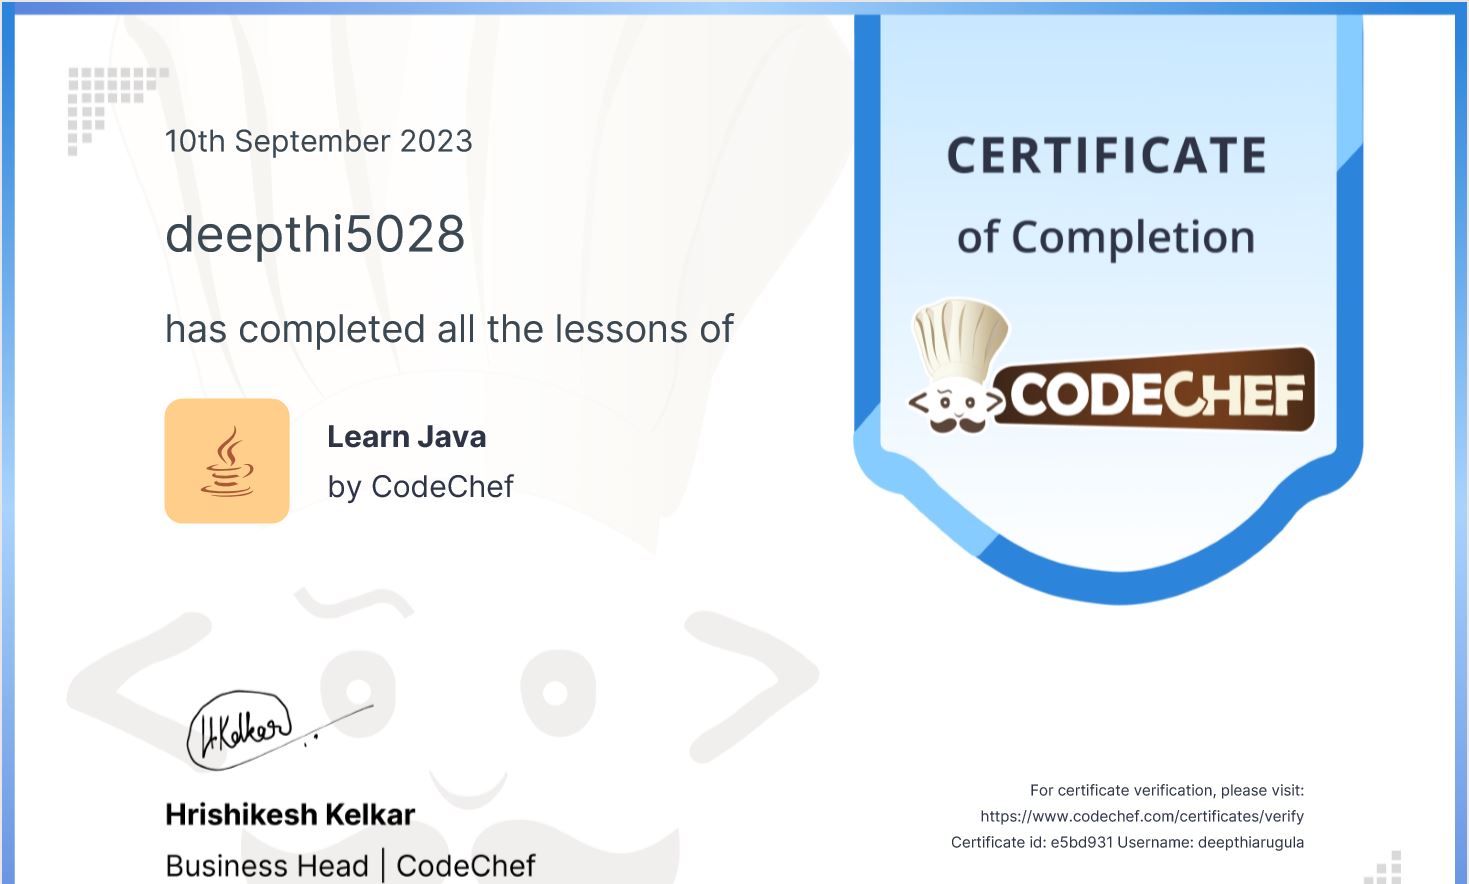 10th September 2023
deepthi5028
has completed all the lessons of
Learn Java
by CodeChef
CERTIFICATE
of Completion
CODECHEF
HKelkar
Hrishikesh Kelkar
Business Head | CodeChef
For certificate verification, please visit:
https://www.codechef.com/certificates/verify
Certificate id: e5bd931 Username: deepthiarugula